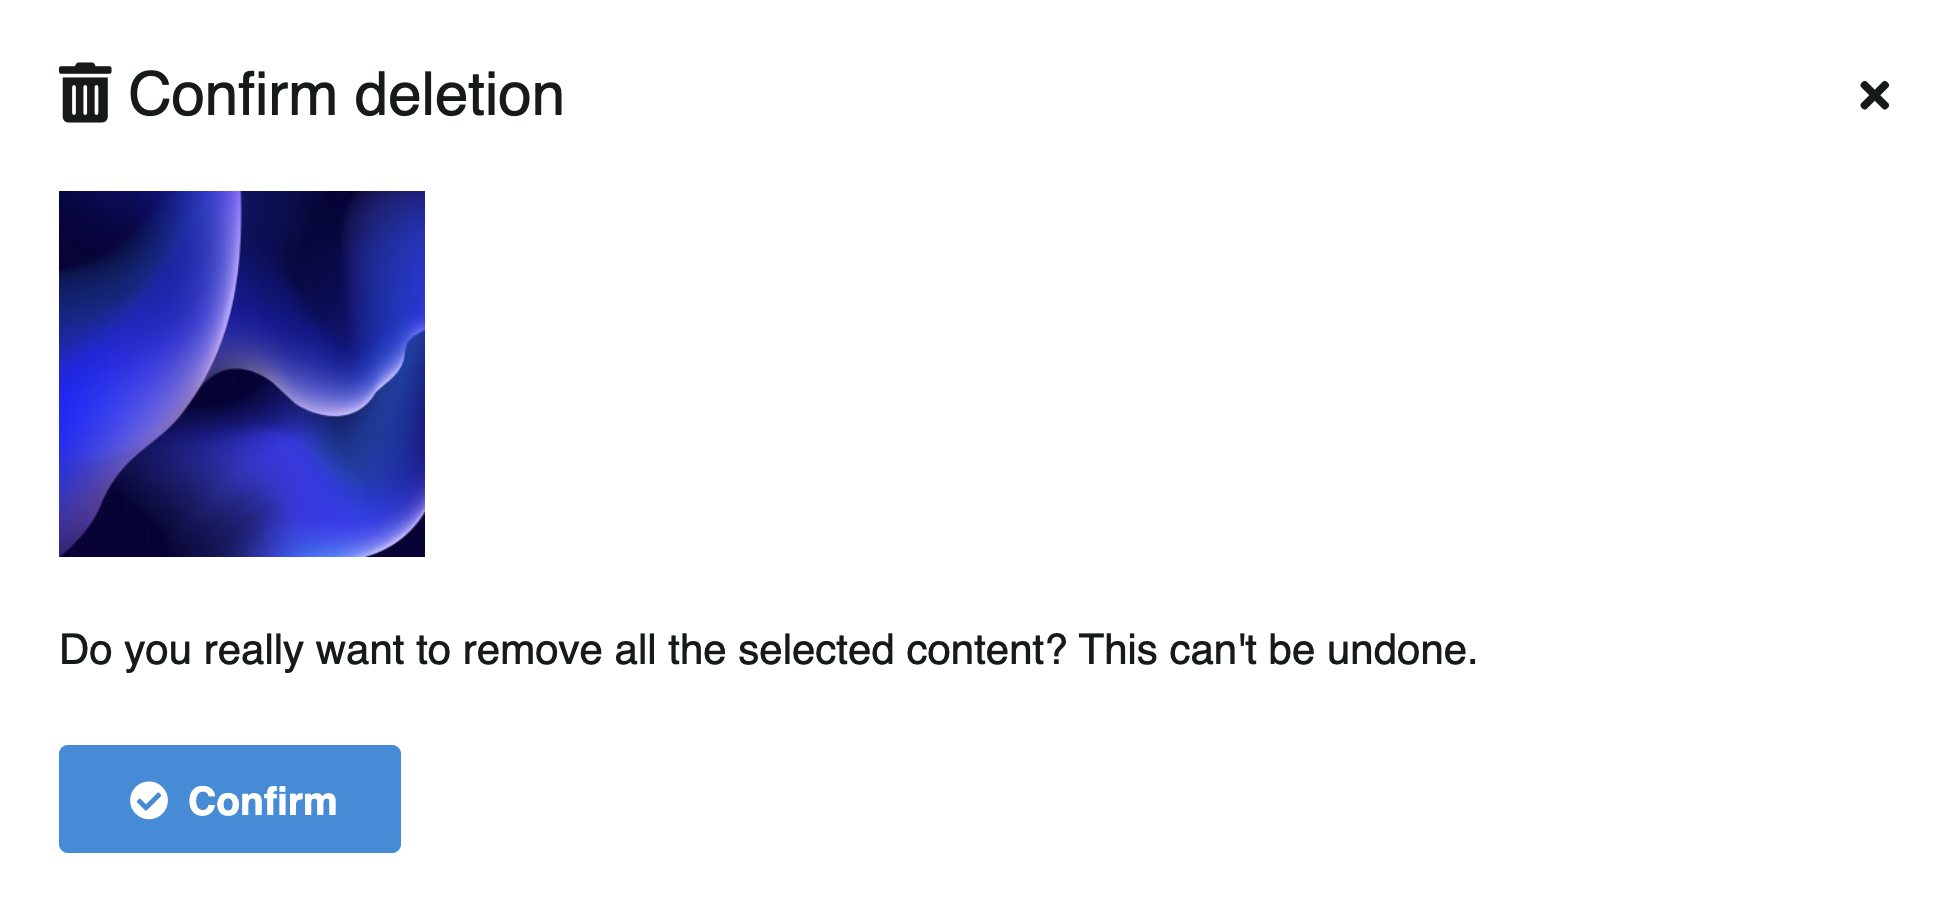 Confirm deletion
Do you really want to remove all the selected content? This can't be undone.
Confirm